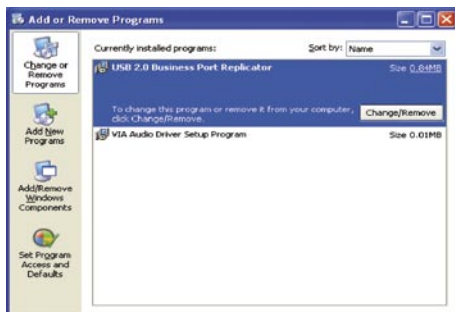 Add or Remove Programs
Change or
Remove
Programs
Add New
Programs
Add/Remove
Windows
Components
Set Program
Access and
Defaults
Currently installed programs:
Sort by: Name
USB 2.0 Business Port Replicator
Size 0.84MB
To change this program or remove it from your computer,
click Change/Remove.
Change/Remove
VIA Audio Driver Setup Program
Size 0.01MB